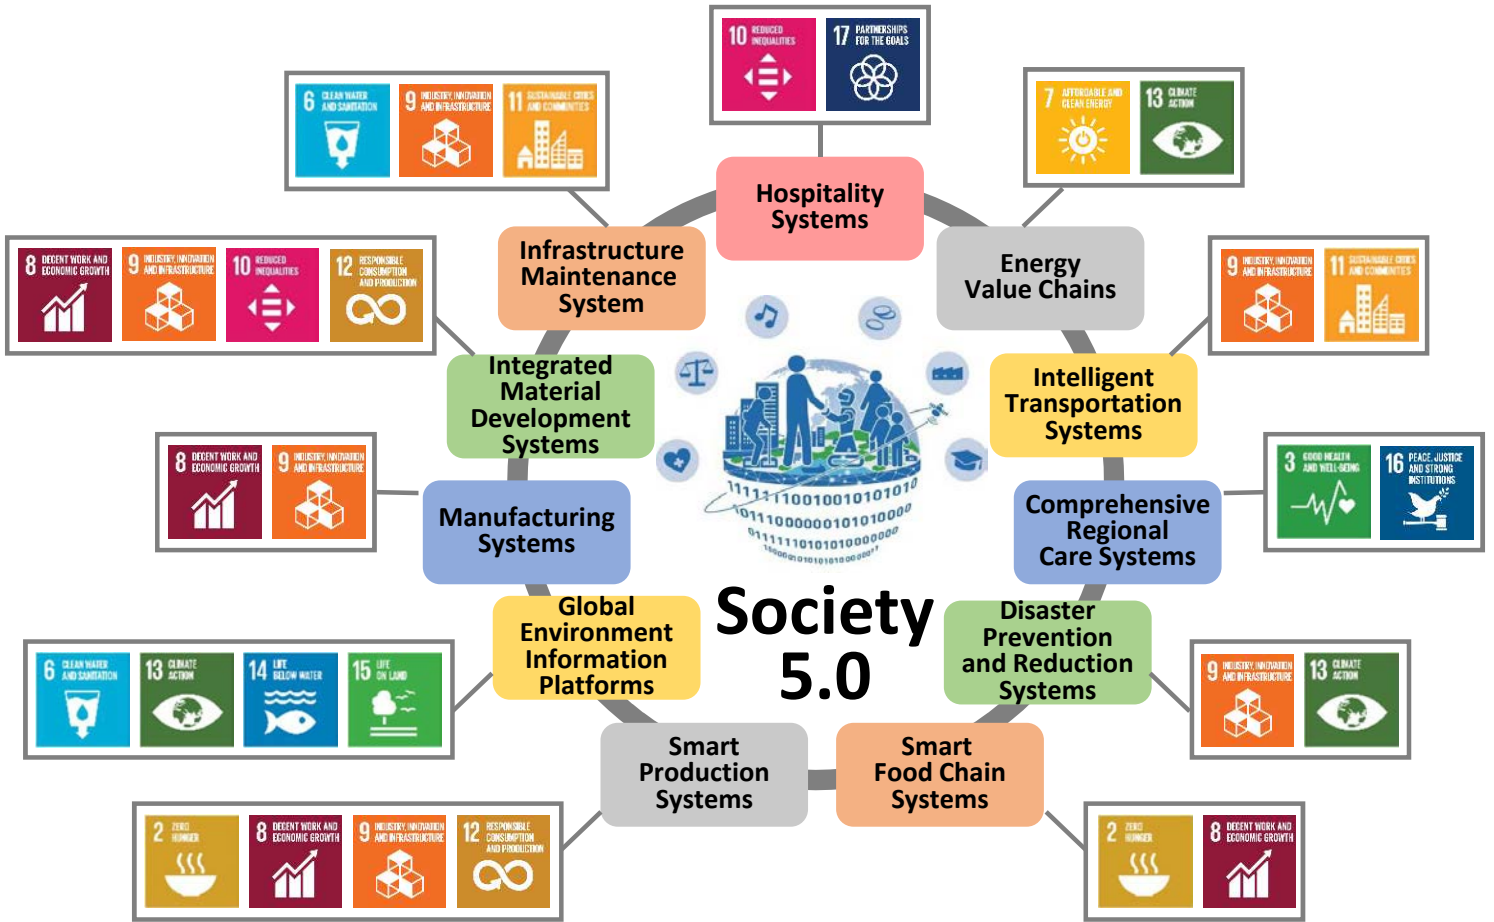 10 REDUCED
INEQUALITIES
17 PARTNERSHIPS
FOR THE GOALS
6 CLEAN WATER
AND SANITATION
9 INDUSTRY, INNOVATION
AND INFRASTRUCTURE
11 SUSTAINABLE CITIES
AND COMMUNITIES
7 AFFORDABLE AND
CLEAN ENERGY
13 CLIMATE
ACTION
Hospitality
Systems
Infrastructure
Maintenance
System
Energy
Value Chains
8 DECENT WORK AND
ECONOMIC GROWTH
9 INDUSTRY, INNOVATION
AND INFRASTRUCTURE
10 REDUCED
INEQUALITIES
12 RESPONSIBLE
CONSUMPTION
AND PRODUCTION
9 INDUSTRY, INNOVATION
AND INFRASTRUCTURE
11 SUSTAINABLE CITIES
AND COMMUNITIES
Integrated
Material
Development
Systems
Intelligent
Transportation
Systems
8 DECENT WORK AND
ECONOMIC GROWTH
9 INDUSTRY, INNOVATION
AND INFRASTRUCTURE
3 GOOD HEALTH
AND WELL-BEING
16 PEACE, JUSTICE
AND STRONG
INSTITUTIONS
Manufacturing
Systems
Comprehensive
Regional
Care Systems
Society
5.0
Global
Environment
Information
Platforms
Disaster
Prevention
and Reduction
Systems
6 CLEAN WATER
AND SANITATION
13 CLIMATE
ACTION
14 LIFE
BELOW WATER
15 LIFE
ON LAND
9 INDUSTRY, INNOVATION
AND INFRASTRUCTURE
13 CLIMATE
ACTION
Smart
Production
Systems
Smart
Food Chain
Systems
2 ZERO
HUNGER
8 DECENT WORK AND
ECONOMIC GROWTH
9 INDUSTRY, INNOVATION
AND INFRASTRUCTURE
12 RESPONSIBLE
CONSUMPTION
AND PRODUCTION
2 ZERO
HUNGER
8 DECENT WORK AND
ECONOMIC GROWTH